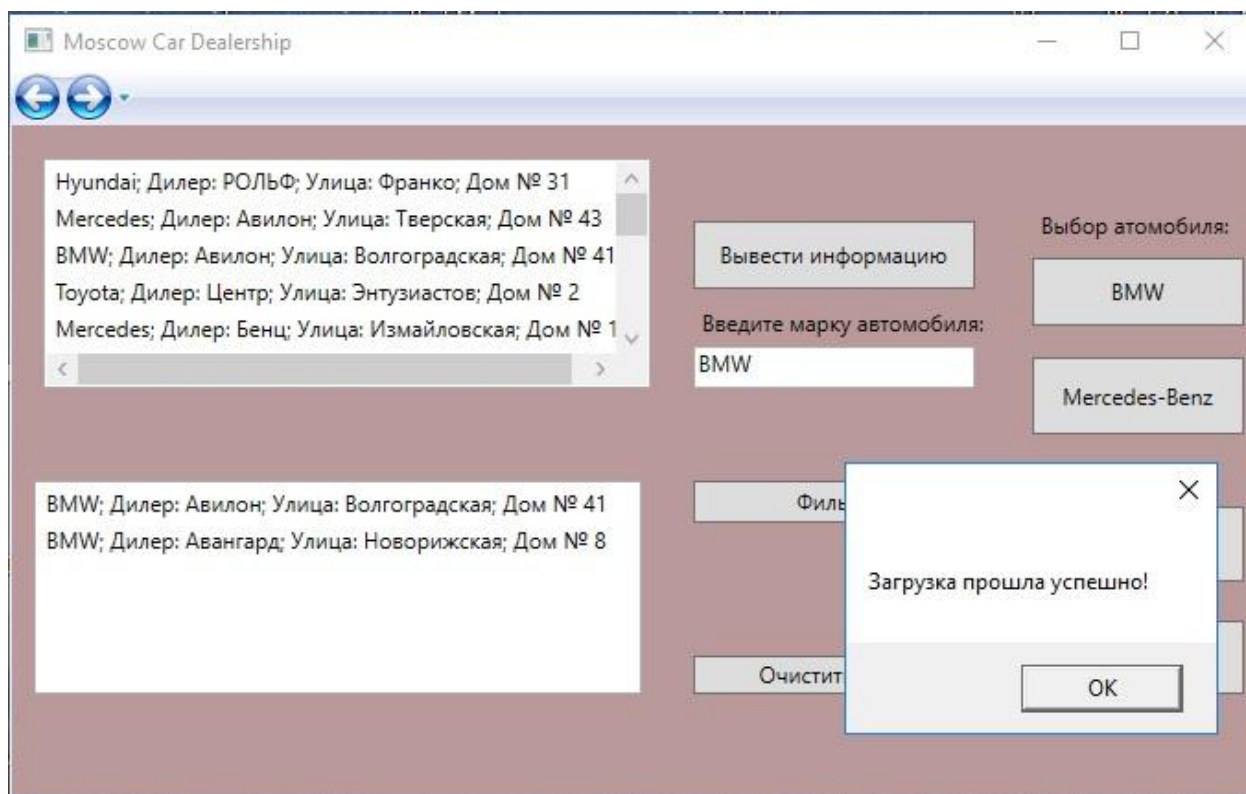 Moscow Car Dealership
Hyundai; Дилер: РОЛЬФ; Улица: Франко; Дом № 31
Mercedes; Дилер: Авилон; Улица: Тверская; Дом № 43
BMW; Дилер: Авилон; Улица: Волгоградская; Дом № 41
Toyota; Дилер: Центр; Улица: Энтузиастов; Дом № 2
Mercedes; Дилер: Бенц; Улица: Измайловская; Дом № 1
Вывести информацию
Введите марку автомобиля:
BMW
Выбор атомобиля:
BMW
Mercedes-Benz
BMW; Дилер: Авилон; Улица: Волгоградская; Дом № 41
BMW; Дилер: Авангард; Улица: Новорижская; Дом № 8
Филь
Очистит
Загрузка прошла успешно!
OK